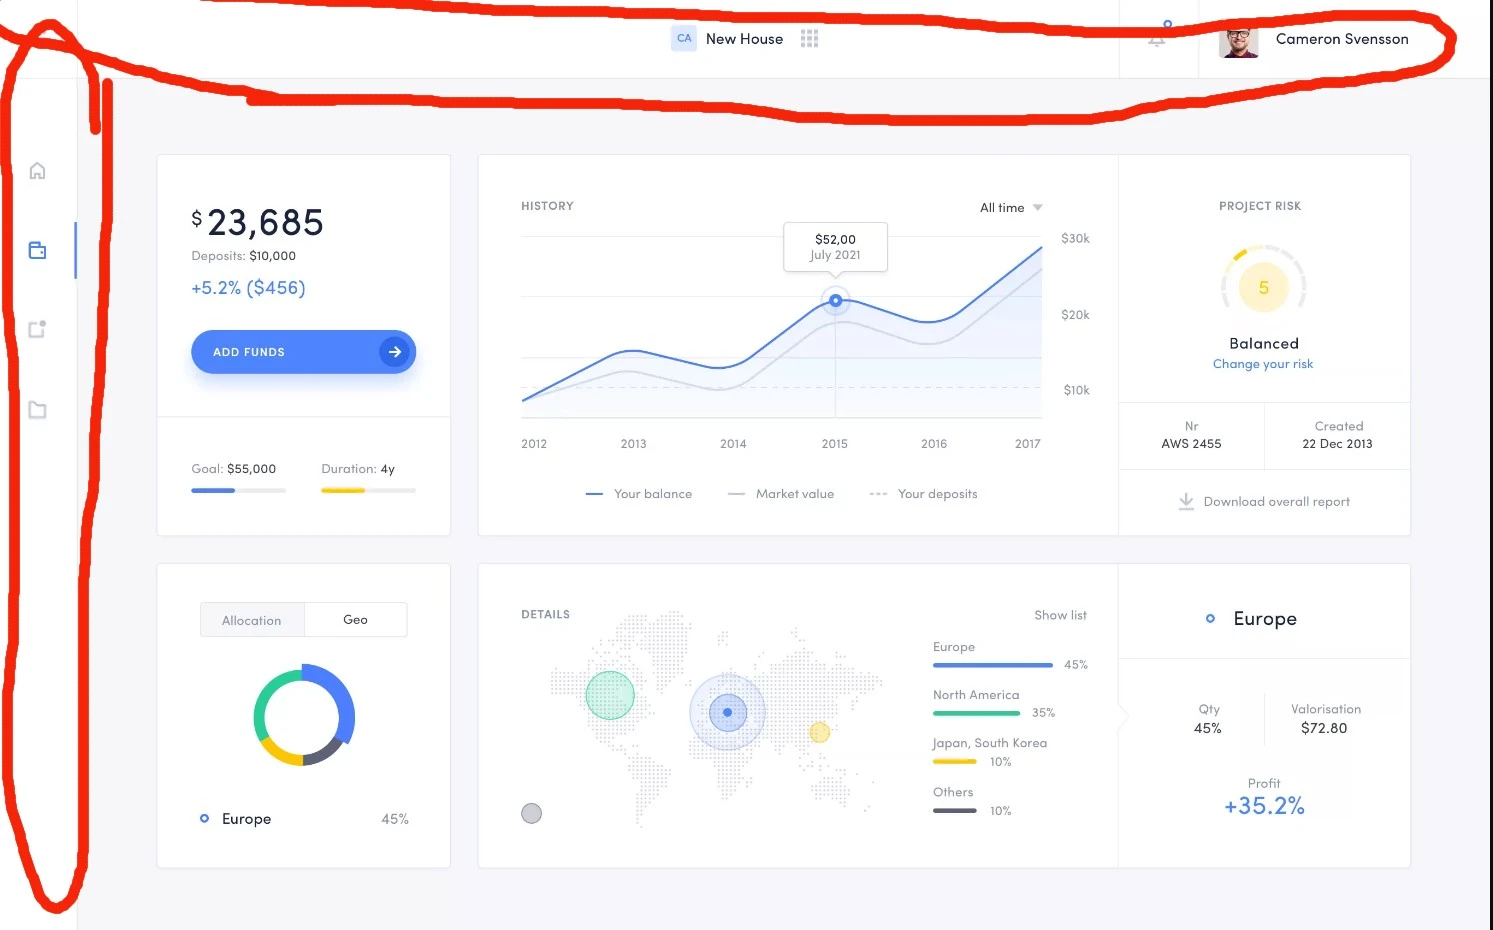 CA New House
Cameron Svensson
$ 23,685
Deposits: $10,000
+5.2% ($456)
ADD FUNDS
Goal: $55,000
Duration: 4y
HISTORY
All time
$52,00
July 2021
$30k
$20k
$10k
2012 2013 2014 2015 2016 2017
Your balance
Market value
Your deposits
PROJECT RISK
5
Balanced
Change your risk
Nr
AWS 2455
Created
22 Dec 2013
Download overall report
Allocation
Geo
Europe 45%
DETAILS
Show list
Europe
45%
North America
35%
Japan, South Korea
10%
Others
10%
Europe
Qty
45%
Valorisation
$72.80
Profit
+35.2%